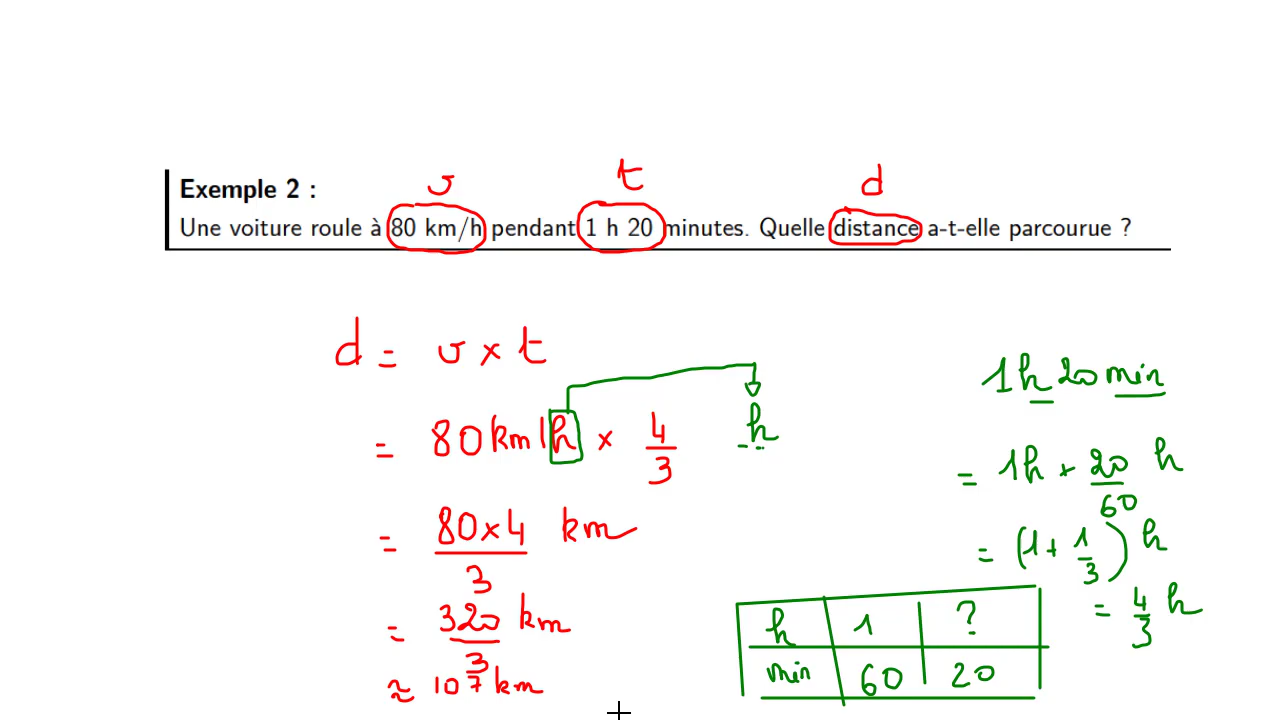 v t d
Exemple 2 :
Une voiture roule à 80 km/h pendant 1 h 20 minutes. Quelle distance a-t-elle parcourue ?
d = v × t
= 80 km/h × 4/3 h
= 80×4/3 km
= 320/3 km
≈ 107 km
1h 20 min
= 1h + 20/60 h
= (1 + 1/3) h
= 4/3 h
h 1 ?
min 60 20